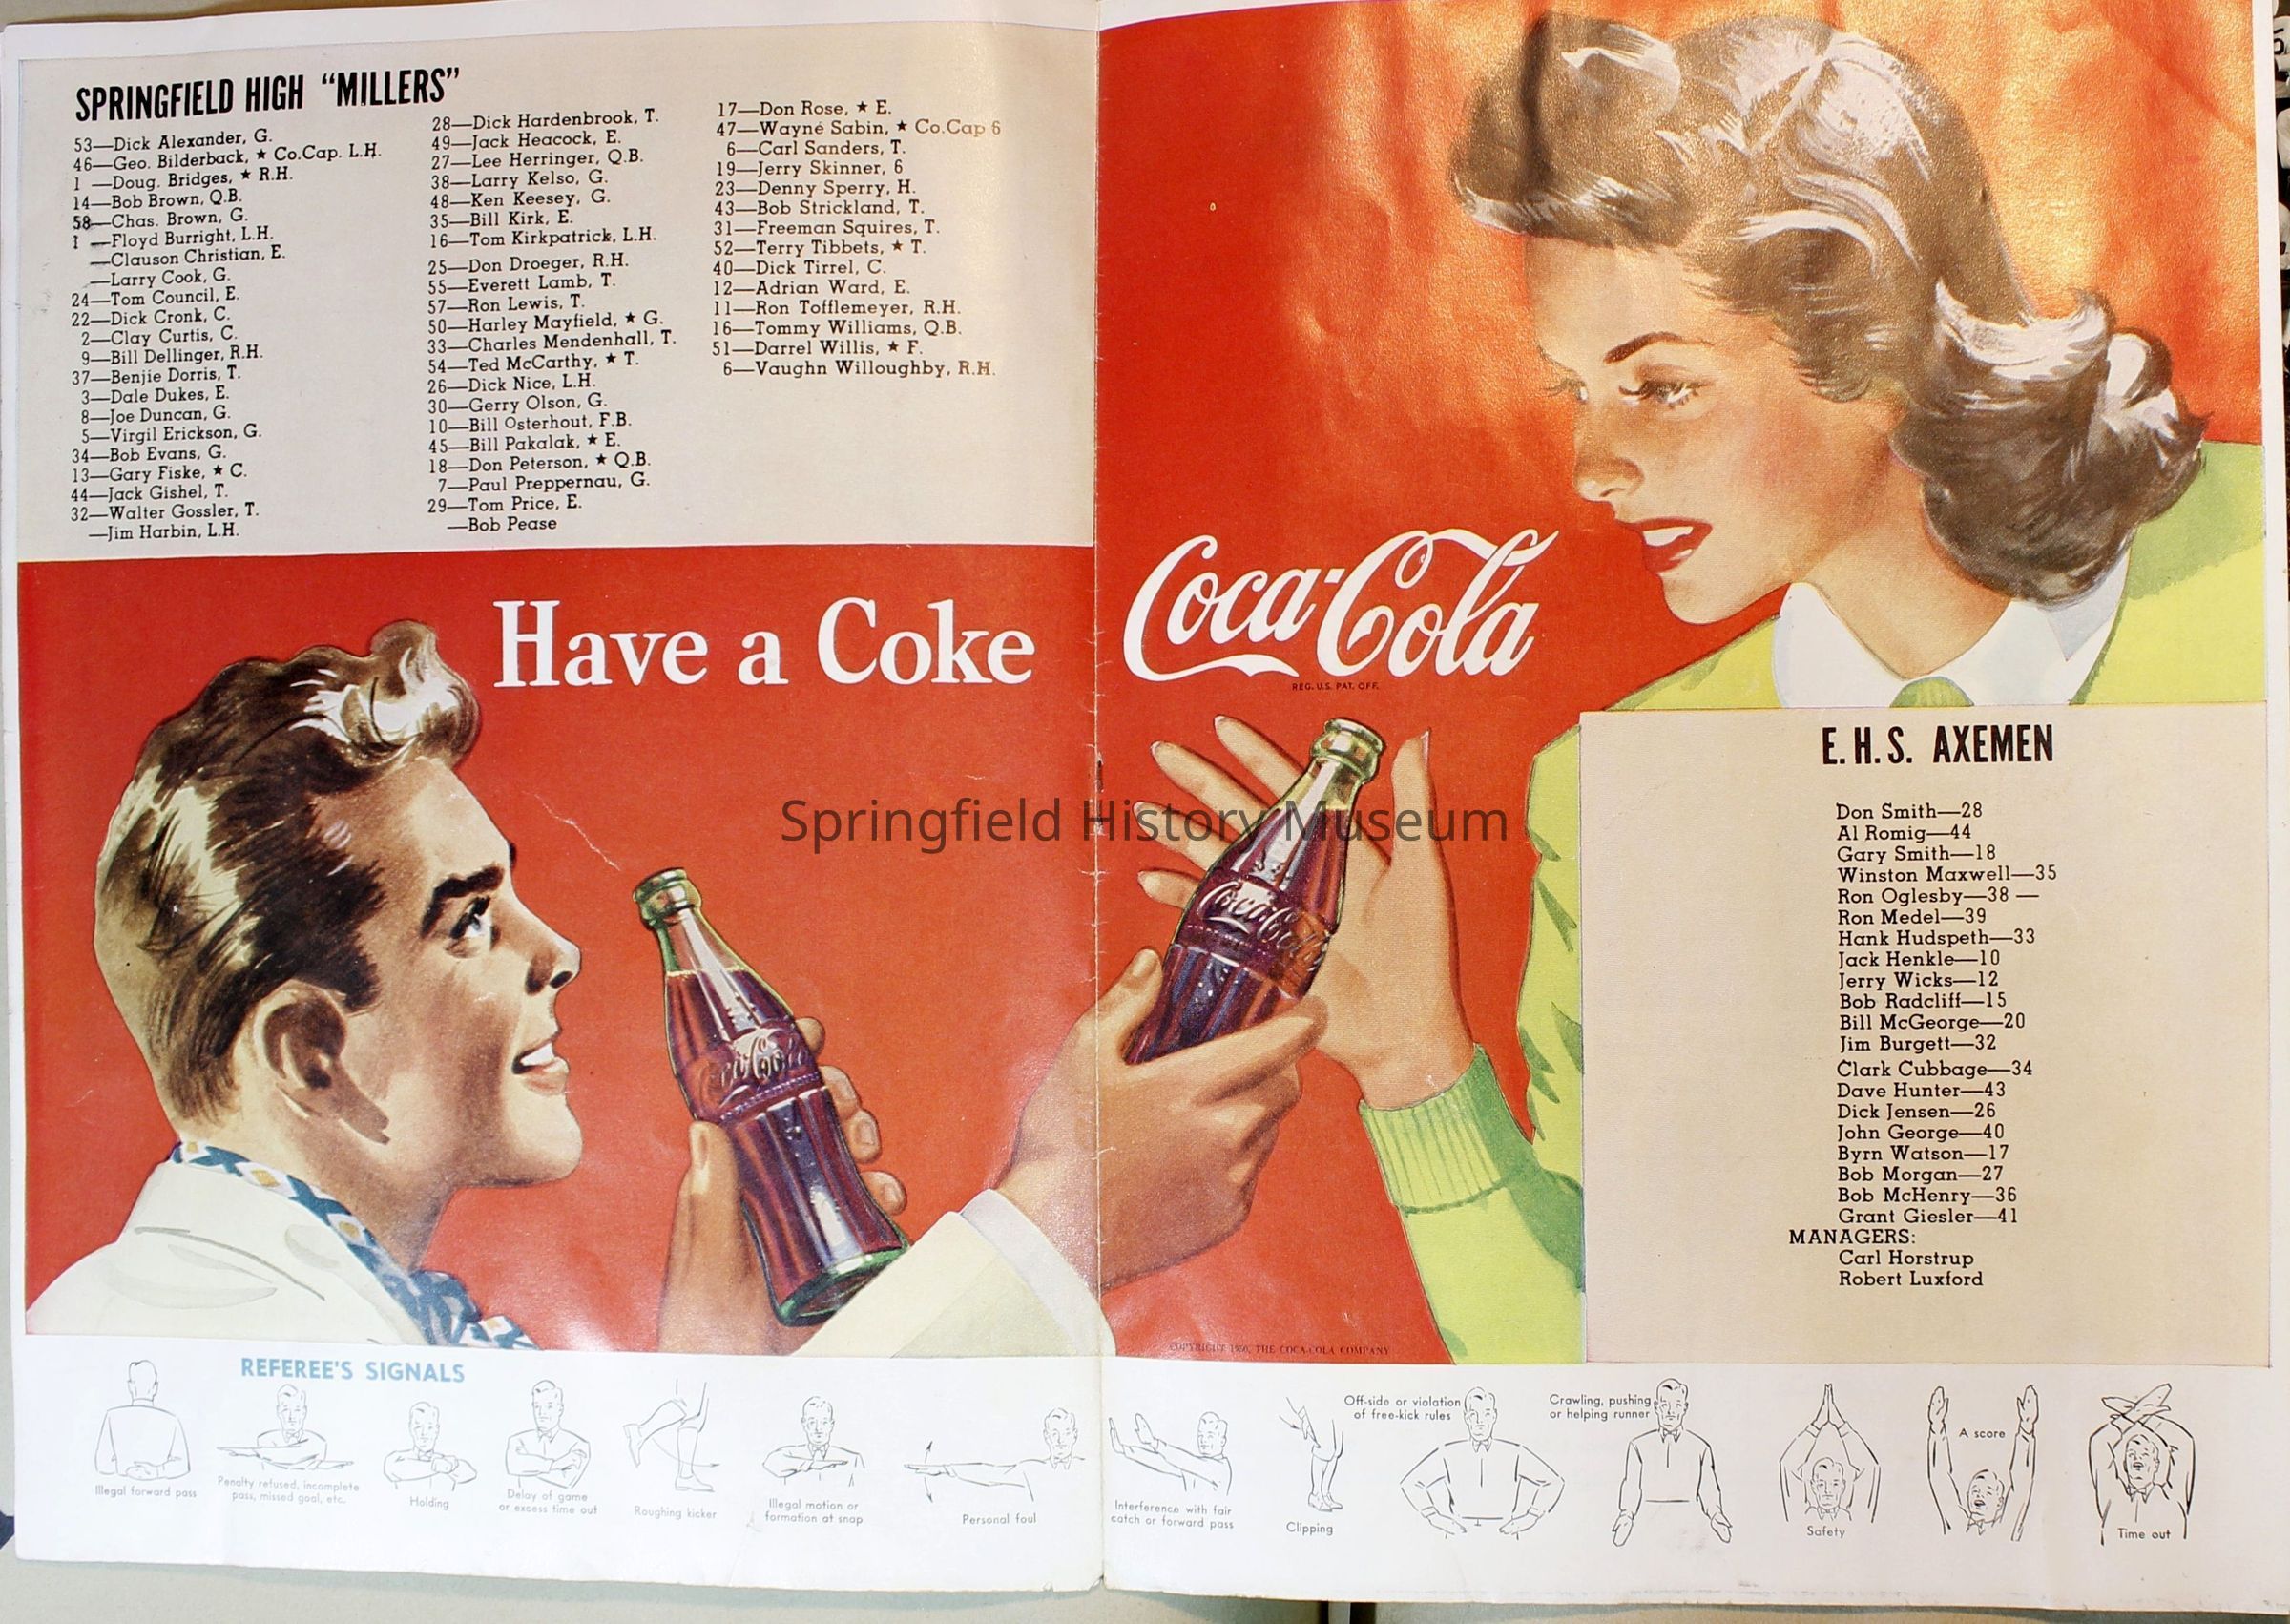 SPRINGFIELD HIGH "MILLERS"
53—Dick Alexander, G.
46—Geo. Bilderback, ★ Co.Cap. L.H.
1 —Doug. Bridges, ★ R.H.
14—Bob Brown, Q.B.
58—Chas. Brown, G.
1 —Floyd Burright, L.H.
—Clauson Christian, E.
—Larry Cook, G.
24—Tom Council, E.
22—Dick Cronk, C.
2—Clay Curtis, C.
9—Bill Dellinger, R.H.
37—Benjie Dorris, T.
3—Dale Dukes, E.
8—Joe Duncan, G.
5—Virgil Erickson, G.
34—Bob Evans, G.
13—Gary Fiske, ★ C.
44—Jack Gishel, T.
32—Walter Gossler, T.
—Jim Harbin, L.H.
28—Dick Hardenbrook, T.
49—Jack Heacock, E.
27—Lee Herringer, Q.B.
38—Larry Kelso, G.
48—Ken Keesey, G.
35—Bill Kirk, E.
16—Tom Kirkpatrick, L.H.
25—Don Droeger, R.H.
55—Everett Lamb, T.
57—Ron Lewis, T.
50—Harley Mayfield, ★ G.
33—Charles Mendenhall, T.
54—Ted McCarthy, ★ T.
26—Dick Nice, L.H.
30—Gerry Olson, G.
10—Bill Osterhout, F.B.
45—Bill Pakalak, ★ E.
18—Don Peterson, ★ Q.B.
7—Paul Preppernau, G.
29—Tom Price, E.
—Bob Pease
17—Don Rose, ★ E.
47—Wayne Sabin, ★ Co.Cap 6
6—Carl Sanders, T.
19—Jerry Skinner, 6
23—Denny Sperry, H.
43—Bob Strickland, T.
31—Freeman Squires, T.
52—Terry Tibbets, ★ T.
40—Dick Tirrel, C.
12—Adrian Ward, E.
11—Ron Tofflemeyer, R.H.
16—Tommy Williams, Q.B.
51—Darrel Willis, ★ F.
6—Vaughn Willoughby, R.H.
Have a Coke
Coca-Cola
REG. U.S. PAT. OFF.
Springfield History Museum
Coca-Cola
Coca-Cola
E. H. S. AXEMEN
Don Smith—28
Al Romig—44
Gary Smith—18
Winston Maxwell—35
Ron Oglesby—38 —
Ron Medel—39
Hank Hudspeth—33
Jack Henkle—10
Jerry Wicks—12
Bob Radcliff—15
Bill McGeorge—20
Jim Burgett—32
Clark Cubbage—34
Dave Hunter—43
Dick Jensen—26
John George—40
Byrn Watson—17
Bob Morgan—27
Bob McHenry—36
Grant Giesler—41
MANAGERS:
Carl Horstrup
Robert Luxford
COPYRIGHT 1950, THE COCA-COLA COMPANY
REFEREE'S SIGNALS
Illegal forward pass
Penalty refused, incomplete
pass, missed goal, etc.
Holding
Delay of game
or excess time out
Roughing kicker
Illegal motion or
formation at snap
Personal foul
Interference with fair
catch or forward pass
Clipping
Off-side or violation
of free-kick rules
Crawling, pushing
or helping runner
Safety
A score
Time out